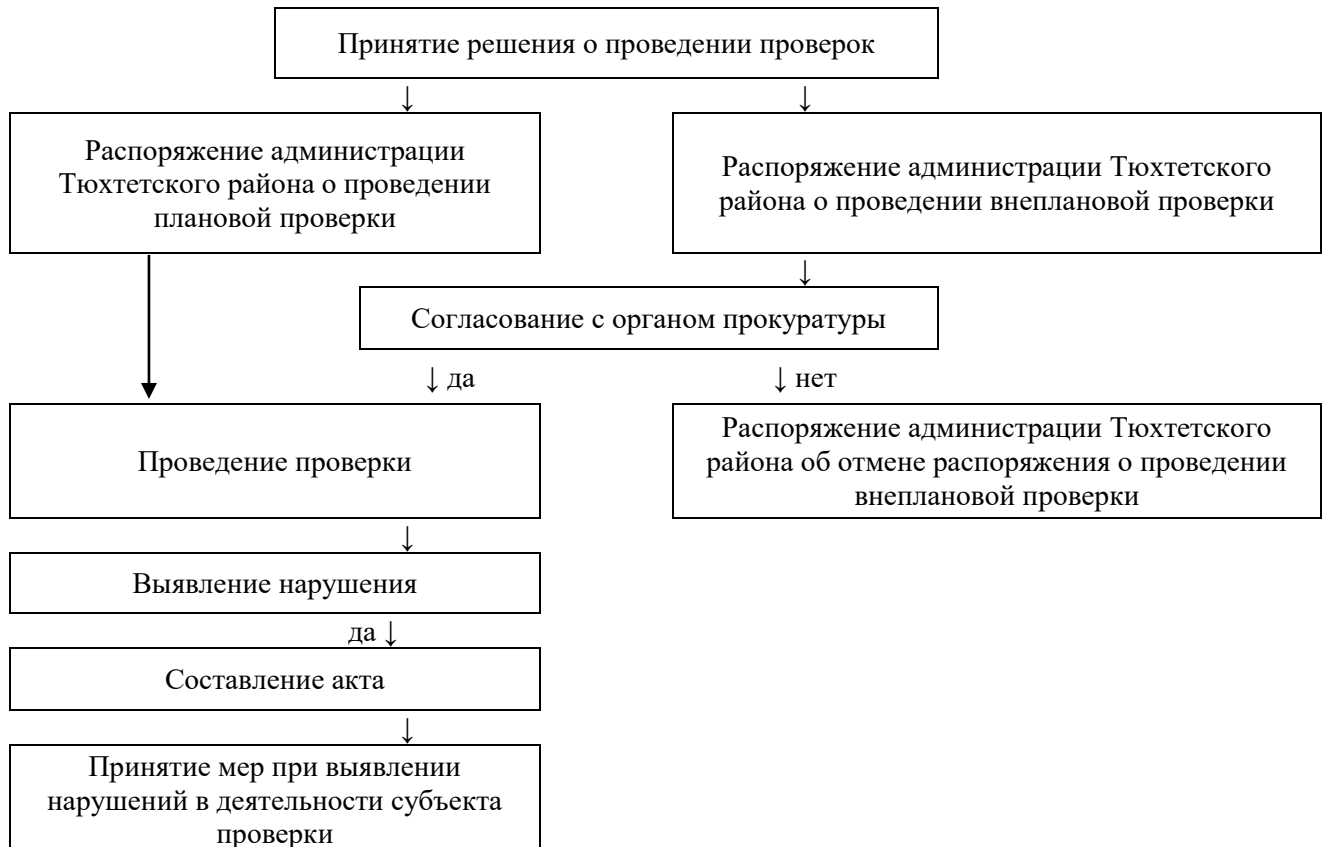 Принятие решения о проведении проверок
↓ ↓
Распоряжение администрации
Тюхтетского района о проведении
плановой проверки
Распоряжение администрации Тюхтетского
района о проведении внеплановой проверки
↓
Согласование с органом прокуратуры
↓ да ↓ нет
Проведение проверки
Распоряжение администрации Тюхтетского
района об отмене распоряжения о проведении
внеплановой проверки
↓
Выявление нарушения
да ↓
Составление акта
↓
Принятие мер при выявлении
нарушений в деятельности субъекта
проверки